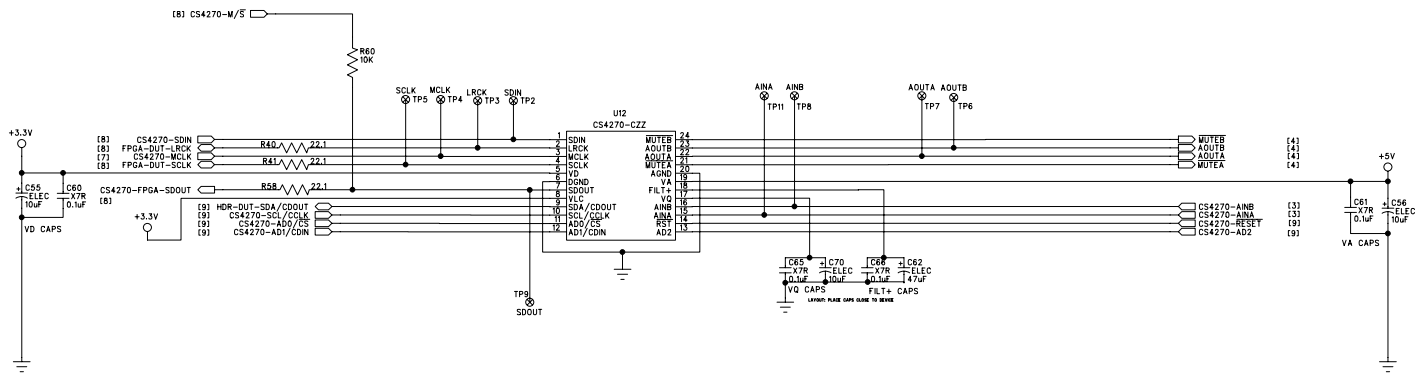 [8] CS4270-M/S
R60
10K
SCLK
TP5
MCLK
TP4
LRCK
TP3
SDIN
TP2
AINA
TP11
AINB
TP8
AOUTA
TP7
AOUTB
TP6
U12
CS4270-CZZ
+3.3V
[8] CS4270-SDIN
[8] FPGA-DUT-LRCK
[7] CS4270-MCLK
[8] FPGA-DUT-SCLK
R40 22.1
R41 22.1
CS4270-FPGA-SDOUT
[8]
R58 22.1
C55
ELEC
10uF
C60
X7R
0.1uF
VD CAPS
+3.3V
[9] HDR-DUT-SDA/CDOUT
[9] CS4270-SCL/CCLK
[9] CS4270-AD0/CS
[9] CS4270-AD1/CDIN
1 SDIN
2 LRCK
3 MCLK
4 SCLK
5 VD
6 DGND
7 SDOUT
8 VLC
9 SDA/CDOUT
10 SCL/CCLK
11 AD0/CS
12 AD1/CDIN
MUTEB 24
AOUTB 23
AOUTA 22
MUTEA 21
AGND 20
VA 19
FILT+ 18
VQ 17
AINB 16
AINA 15
RST 14
AD2 13
MUTEB [4]
AOUTB [4]
AOUTA [4]
MUTEA [4]
+5V
CS4270-AINB [3]
CS4270-AINA [3]
CS4270-RESET [9]
CS4270-AD2 [9]
C61
X7R
0.1uF
C56
ELEC
10uF
VA CAPS
C65
X7R
0.1uF
C70
ELEC
10uF
C66
X7R
0.1uF
C62
ELEC
47uF
VQ CAPS
FILT+ CAPS
LAYOUT: PLACE CAPS CLOSE TO DEVICE
TP9
SDOUT